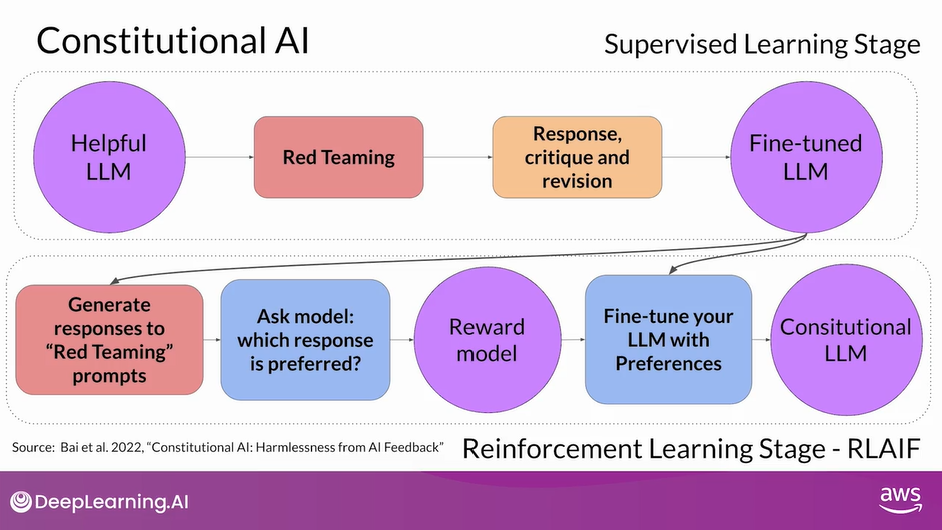 Constitutional AI
Supervised Learning Stage
Helpful
LLM
Red Teaming
Response,
critique and
revision
Fine-tuned
LLM
Generate
responses to
“Red Teaming”
prompts
Ask model:
which response
is preferred?
Reward
model
Fine-tune your
LLM with
Preferences
Consitutional
LLM
Source: Bai et al. 2022, “Constitutional AI: Harmlessness from AI Feedback”
Reinforcement Learning Stage - RLAIF
DeepLearning.AI
aws